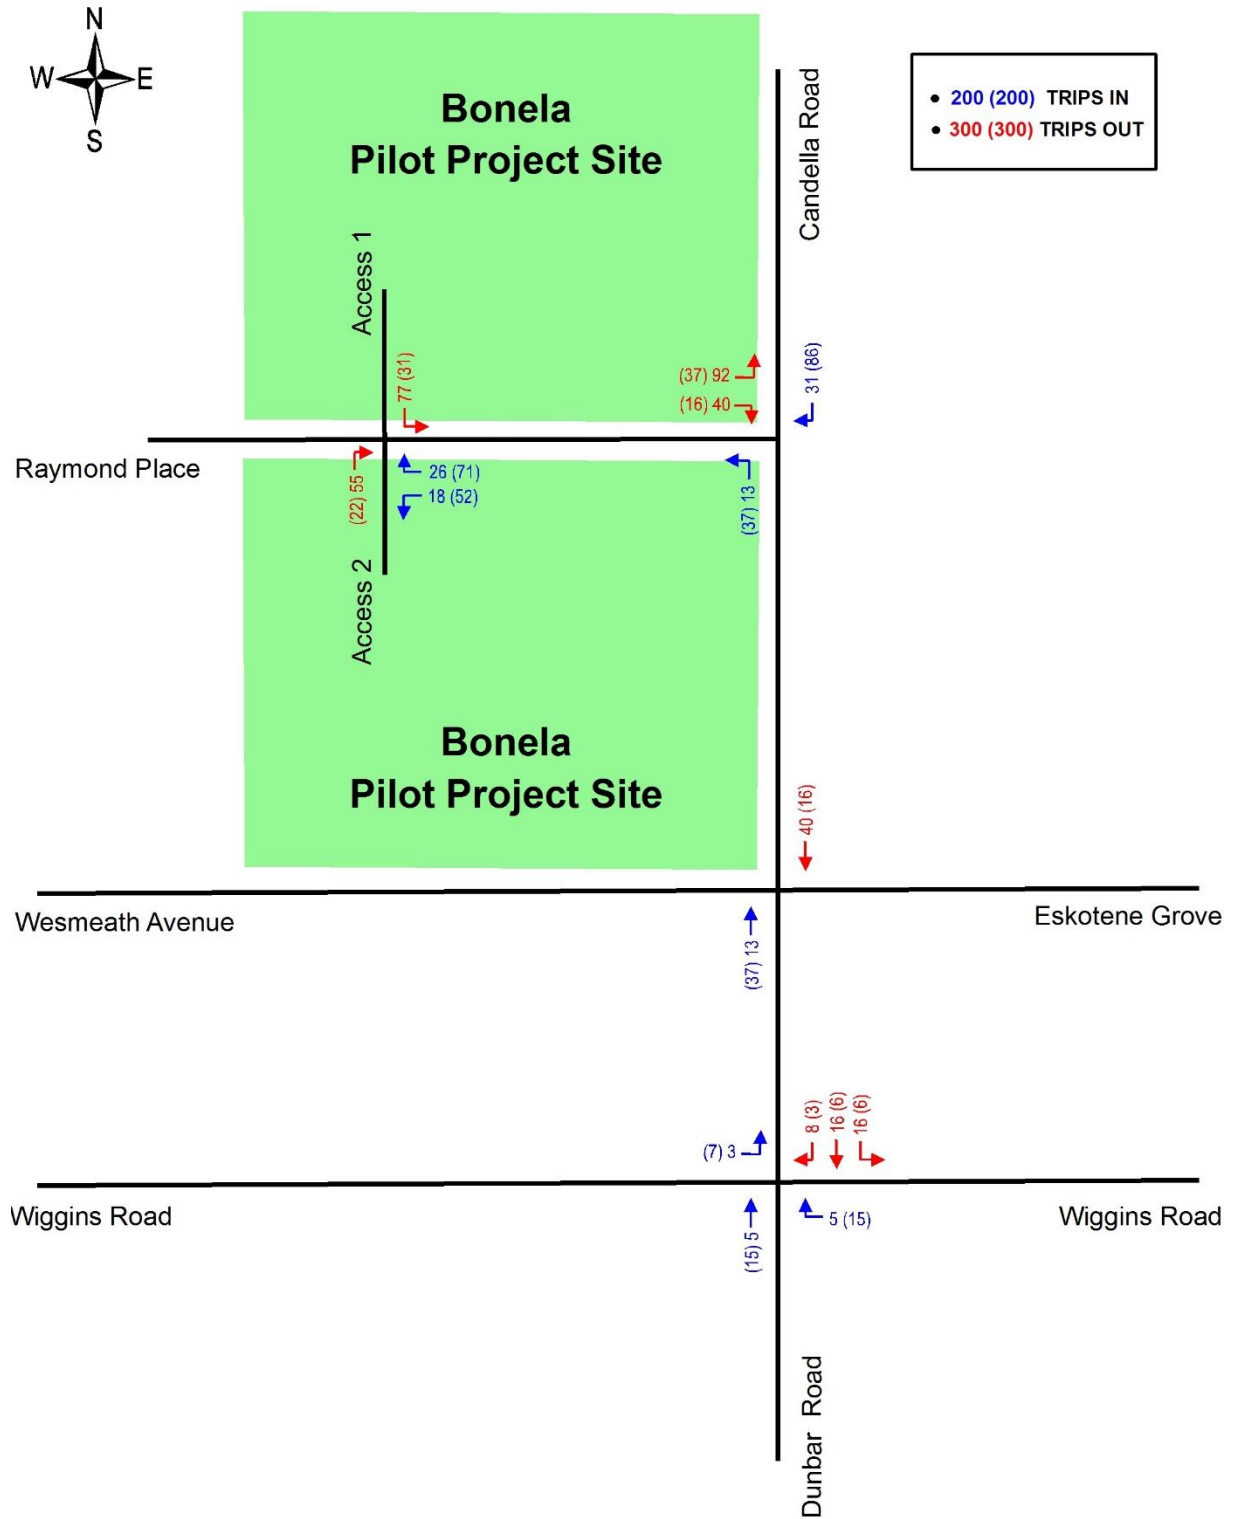 N
W E
S
Bonela
Pilot Project Site
Candella Road
• 200 (200) TRIPS IN
• 300 (300) TRIPS OUT
Access 1
77 (31)
(37) 92
(16) 40
31 (86)
Raymond Place
(22) 55
26 (71)
18 (52)
(37) 13
Access 2
Bonela
Pilot Project Site
40 (16)
Wesmeath Avenue
Eskotene Grove
(37) 13
8 (3)
16 (6)
16 (6)
(7) 3
Wiggins Road
Wiggins Road
(15) 5
5 (15)
Dunbar Road